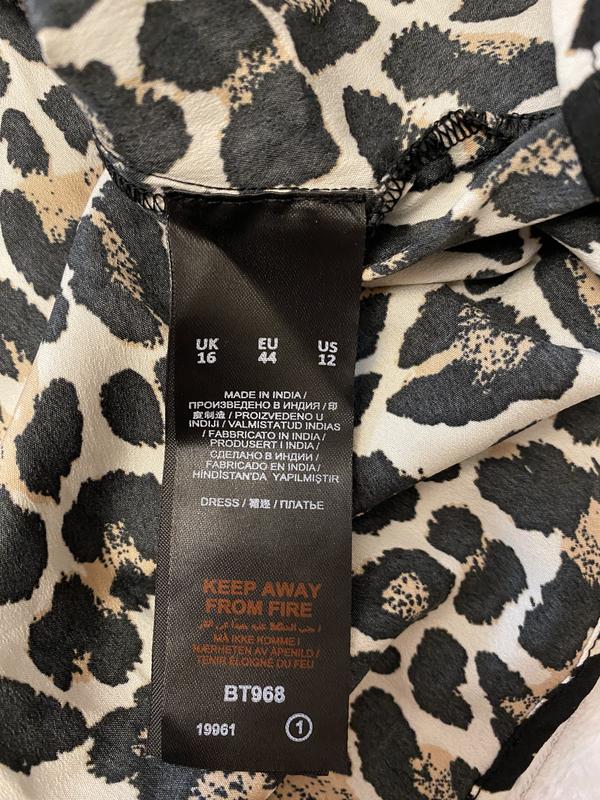 UK EU US
16 44 12
MADE IN INDIA /
ПРОИЗВЕДЕНО В ИНДИЯ / 印
度制造 / PROIZVEDENO U
INDIJI / VALMISTATUD INDIAS
/ FABBRICATO IN INDIA /
PRODUSERT I INDIA /
СДЕЛАНО В ИНДИИ /
FABRICADO EN INDIA /
HİNDİSTAN'DA YAPILMIŞTIR
DRESS / 裙 / ПЛАТЬЕ
KEEP AWAY
FROM FIRE
MÅ IKKE KOMME I
NÆRHETEN AV ÅPENILD /
TENIR ÉLOIGNÉ DU FEU
BT968
19961 1